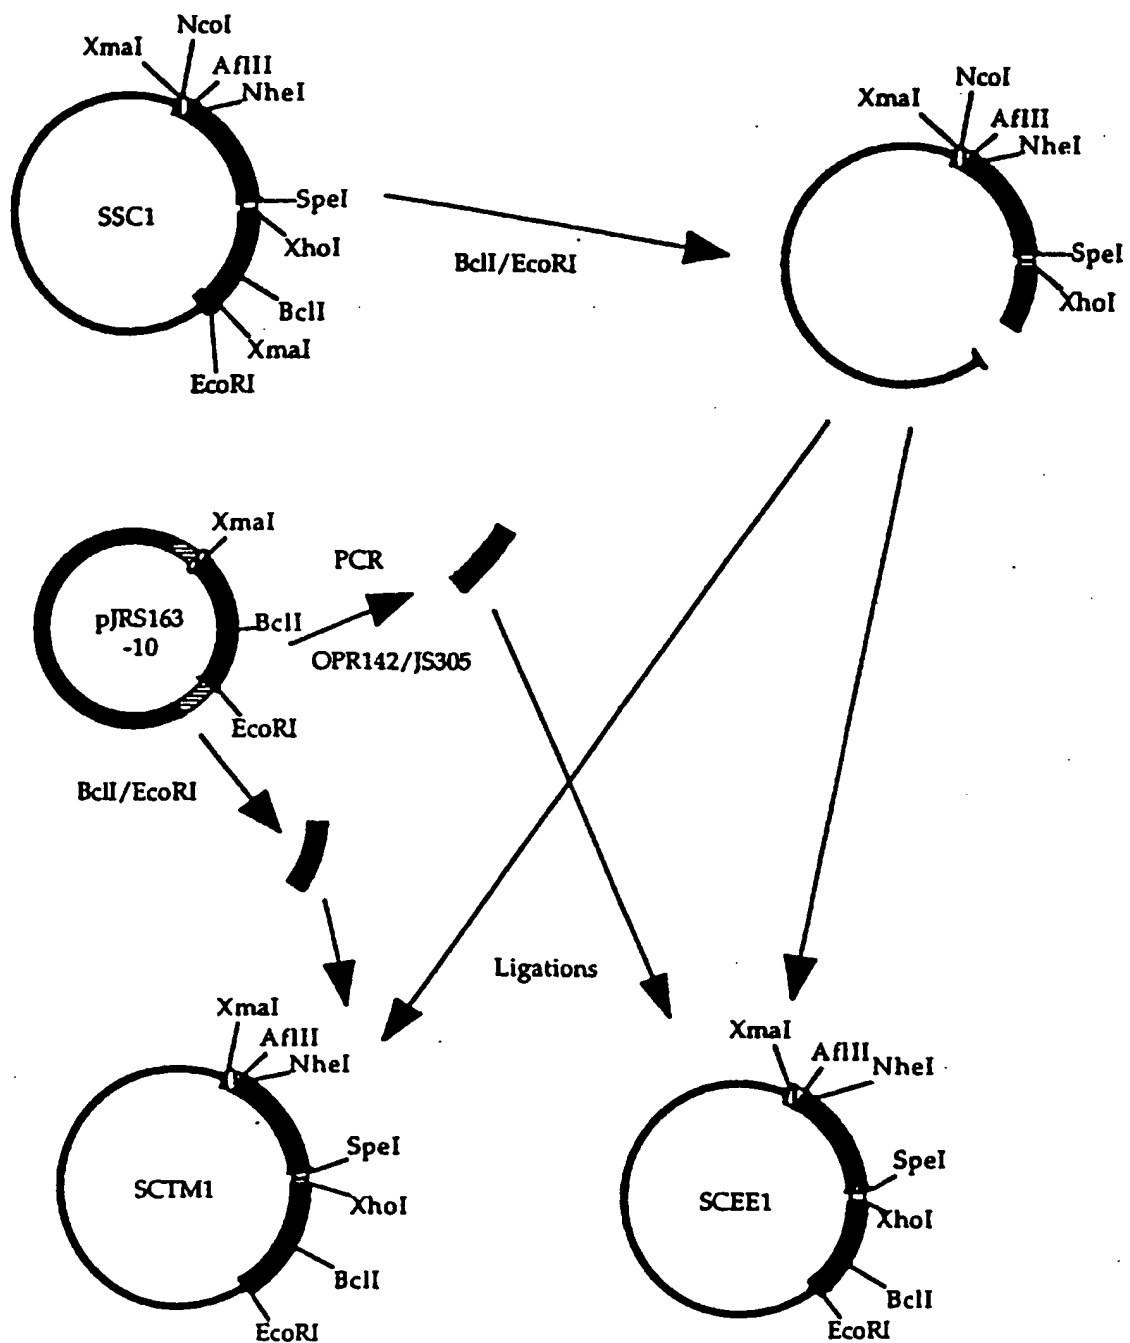 NcoI
XmaI
AflII
NheI
SSC1
SpeI
XhoI
BclI
XmaI
EcoRI
BclI/EcoRI
NcoI
XmaI
AflII
NheI
SpeI
XhoI
XmaI
pJRS163
-10
BclI
EcoRI
PCR
OPR142/JS305
BclI/EcoRI
Ligations
XmaI
AflII
NheI
SCTM1
SpeI
XhoI
BclI
EcoRI
XmaI
AflII
NheI
SCEE1
SpeI
XhoI
BclI
EcoRI